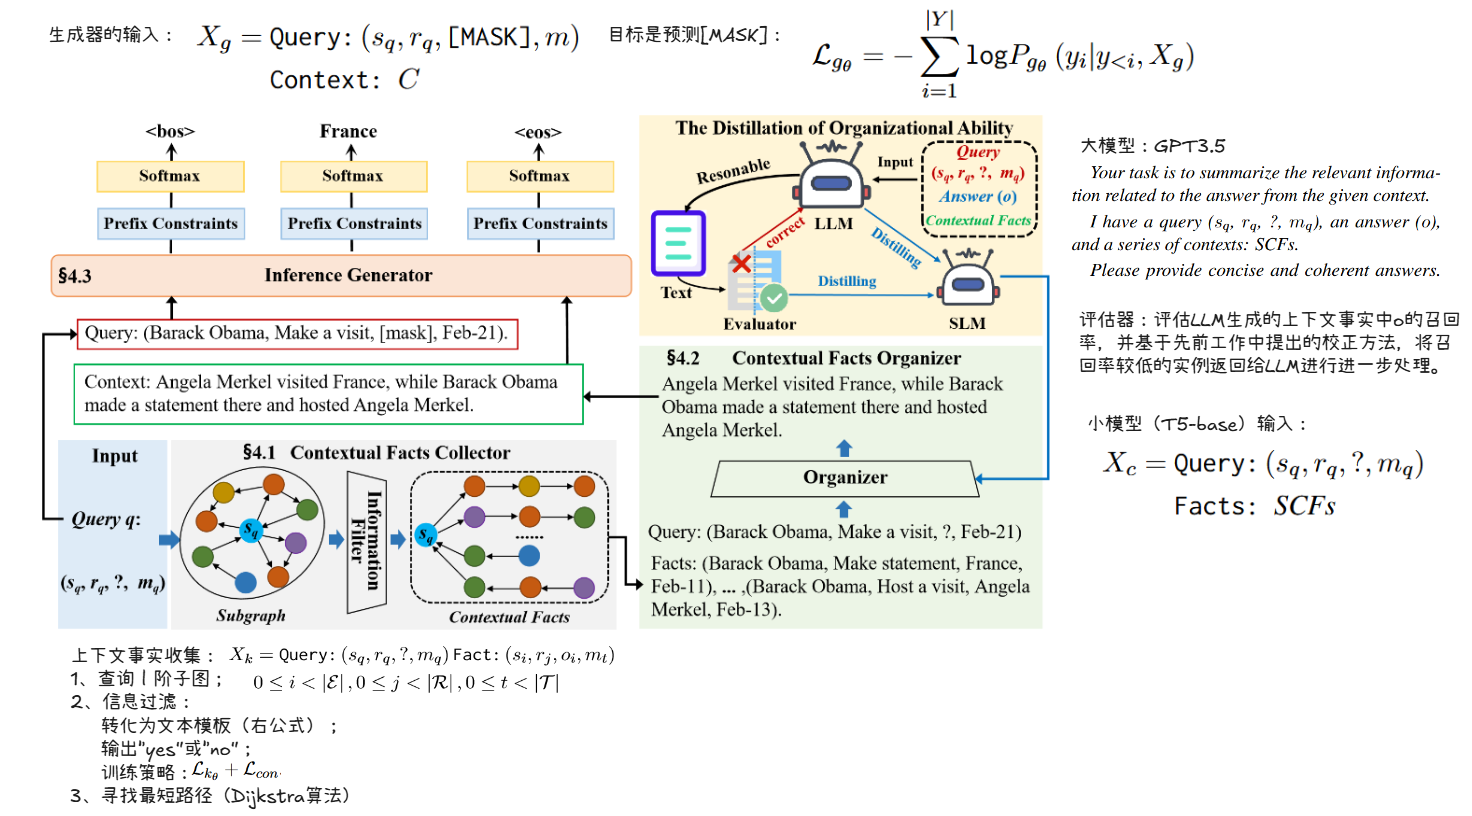 生成器的输入： X_g = Query: (s_q, r_q, [MASK], m)
Context: C
目标是预测[MASK]：
\mathcal{L}_{g_θ} = -\sum_{i=1}^{|Y|} logP_{g_θ} (y_i|y_{<i}, X_g)
<bos>
France
<eos>
Softmax
Softmax
Softmax
Prefix Constraints
Prefix Constraints
Prefix Constraints
§4.3
Inference Generator
Query: (Barack Obama, Make a visit, [mask], Feb-21).
Context: Angela Merkel visited France, while Barack Obama
made a statement there and hosted Angela Merkel.
The Distillation of Organizational Ability
Resonable
Input
Query
(s_q, r_q, ?, m_q)
Answer (o)
Contextual Facts
LLM
correct
Distilling
Text
Distilling
Evaluator
SLM
大模型：GPT3.5
Your task is to summarize the relevant informa-
tion related to the answer from the given context.
I have a query (s_q, r_q, ?, m_q), an answer (o),
and a series of contexts: SCFs.
Please provide concise and coherent answers.
评估器：评估LLM生成的上下文事实中o的召回
率，并基于先前工作中提出的校正方法，将召
回率较低的实例返回给LLM进行进一步处理。
小模型（T5-base）输入：
X_c = Query: (s_q, r_q, ?, m_q)
Facts: SCFs
§4.2 Contextual Facts Organizer
Angela Merkel visited France, while Barack
Obama made a statement there and hosted
Angela Merkel.
Organizer
Query: (Barack Obama, Make a visit, ?, Feb-21)
Facts: (Barack Obama, Make statement, France,
Feb-11), ... ,(Barack Obama, Host a visit, Angela
Merkel, Feb-13).
Input
Query q:
(s_q, r_q, ?, m_q)
§4.1 Contextual Facts Collector
s_q
Subgraph
Information
Filter
s_q
......
Contextual Facts
上下文事实收集： X_k = Query: (s_q, r_q, ?, m_q) Fact: (s_i, r_j, o_i, m_t)
1、查询l阶子图； 0 ≤ i < |\mathcal{E}|, 0 ≤ j < |\mathcal{R}|, 0 ≤ t < |\mathcal{T}|
2、信息过滤：
转化为文本模板（右公式）；
输出"yes"或"no"；
训练策略：\mathcal{L}_{k_θ} + \mathcal{L}_{con}.
3、寻找最短路径（Dijkstra算法）